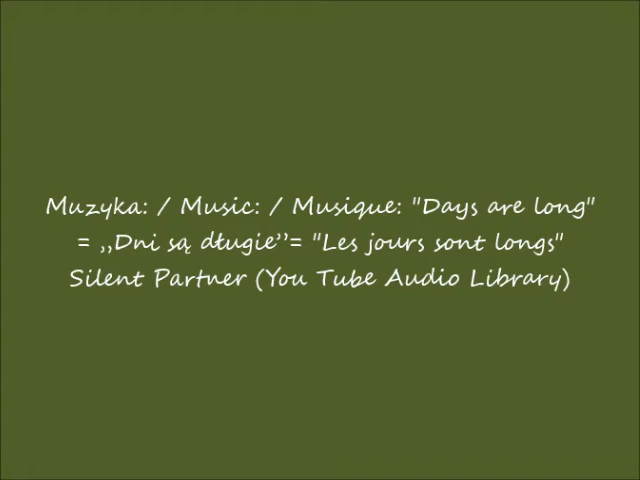 Muzyka: / Music: / Musique: "Days are long"
= „Dni są długie”= "Les jours sont longs"
Silent Partner (You Tube Audio Library)